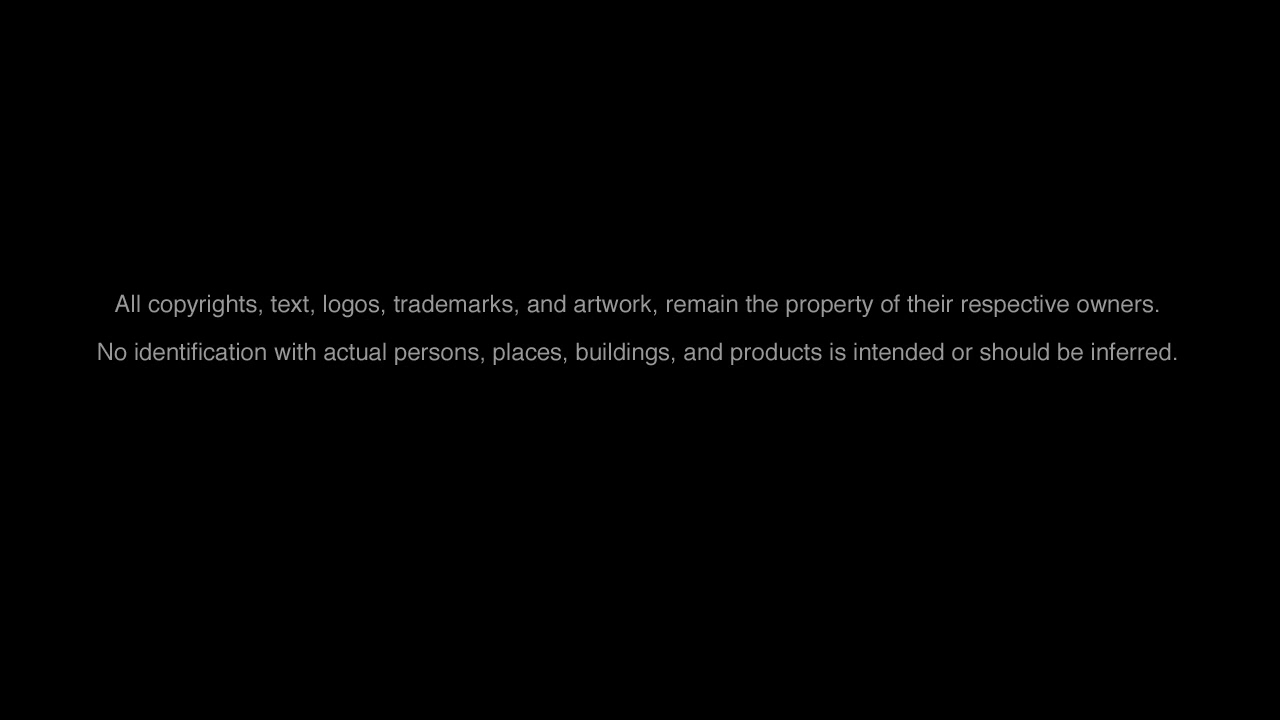 All copyrights, text, logos, trademarks, and artwork, remain the property of their respective owners.
No identification with actual persons, places, buildings, and products is intended or should be inferred.